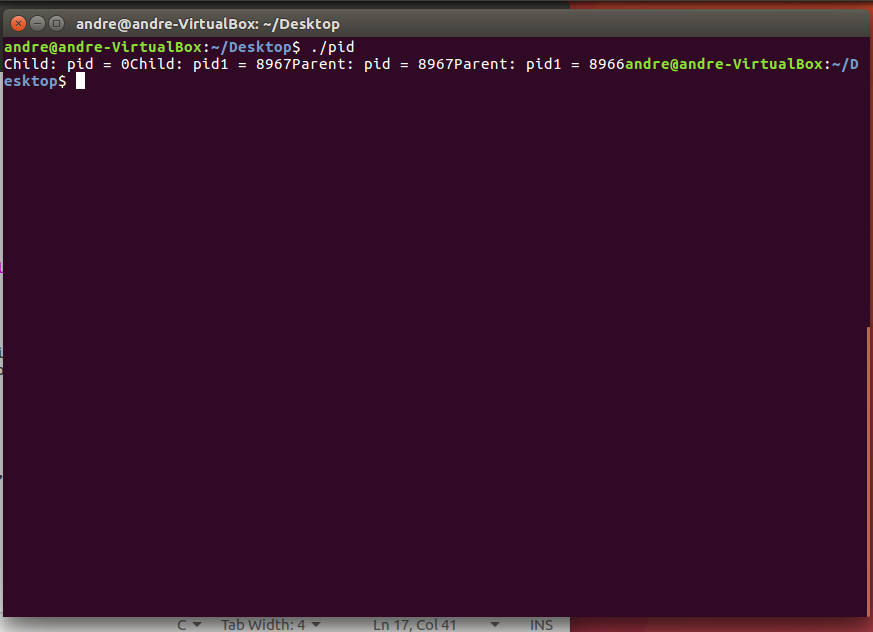 andre@andre-VirtualBox: ~/Desktop
andre@andre-VirtualBox:~/Desktop$ ./pid
Child: pid = 0Child: pid1 = 8967Parent: pid = 8967Parent: pid1 = 8966andre@andre-VirtualBox:~/D
esktop$
C Tab Width: 4 Ln 17, Col 41 INS